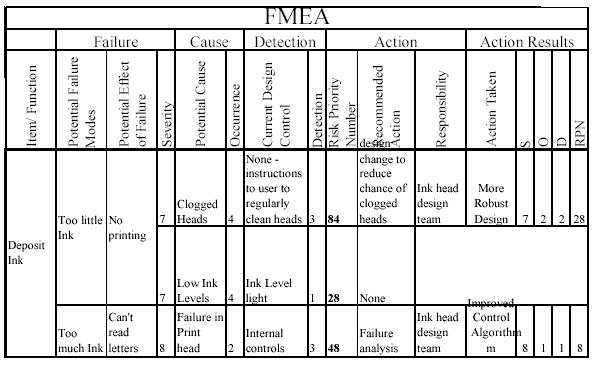 FMEA
Failure Cause Detection Action Action Results
Item/ Function
Potential Failure
Modes
Potential Effect
of Failure
Severity
Potential Cause
Occurrence
Current Design
Control
Detection
Risk Priority
Number
Recommended
Action
Responsibility
Action Taken
S
O
D
RPN
Deposit
Ink
Too little
Ink
No
printing
7
Clogged
Heads
4
None -
instructions
to user to
regularly
clean heads
3
84
design
change to
reduce
chance of
clogged
heads
Ink head
design
team
More
Robust
Design
7
2
2
28
7
Low Ink
Levels
4
Ink Level
light
1
28
None
Too
much Ink
Can't
read
letters
8
Failure in
Print
head
2
Internal
controls
3
48
Failure
analysis
Ink head
design
team
Improved
Control
Algorithm
m
8
1
1
8